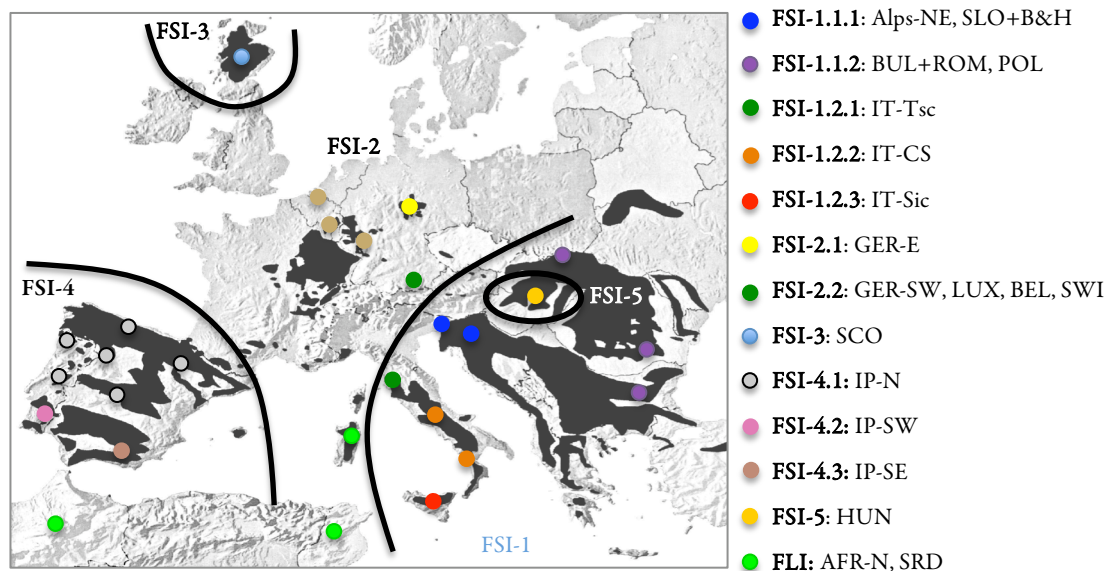 FSI-3
FSI-2
FSI-4
FSI-5
FSI-1
FSI-1.1.1: Alps-NE, SLO+B&H
FSI-1.1.2: BUL+ROM, POL
FSI-1.2.1: IT-Tsc
FSI-1.2.2: IT-CS
FSI-1.2.3: IT-Sic
FSI-2.1: GER-E
FSI-2.2: GER-SW, LUX, BEL, SWI
FSI-3: SCO
FSI-4.1: IP-N
FSI-4.2: IP-SW
FSI-4.3: IP-SE
FSI-5: HUN
FLI: AFR-N, SRD